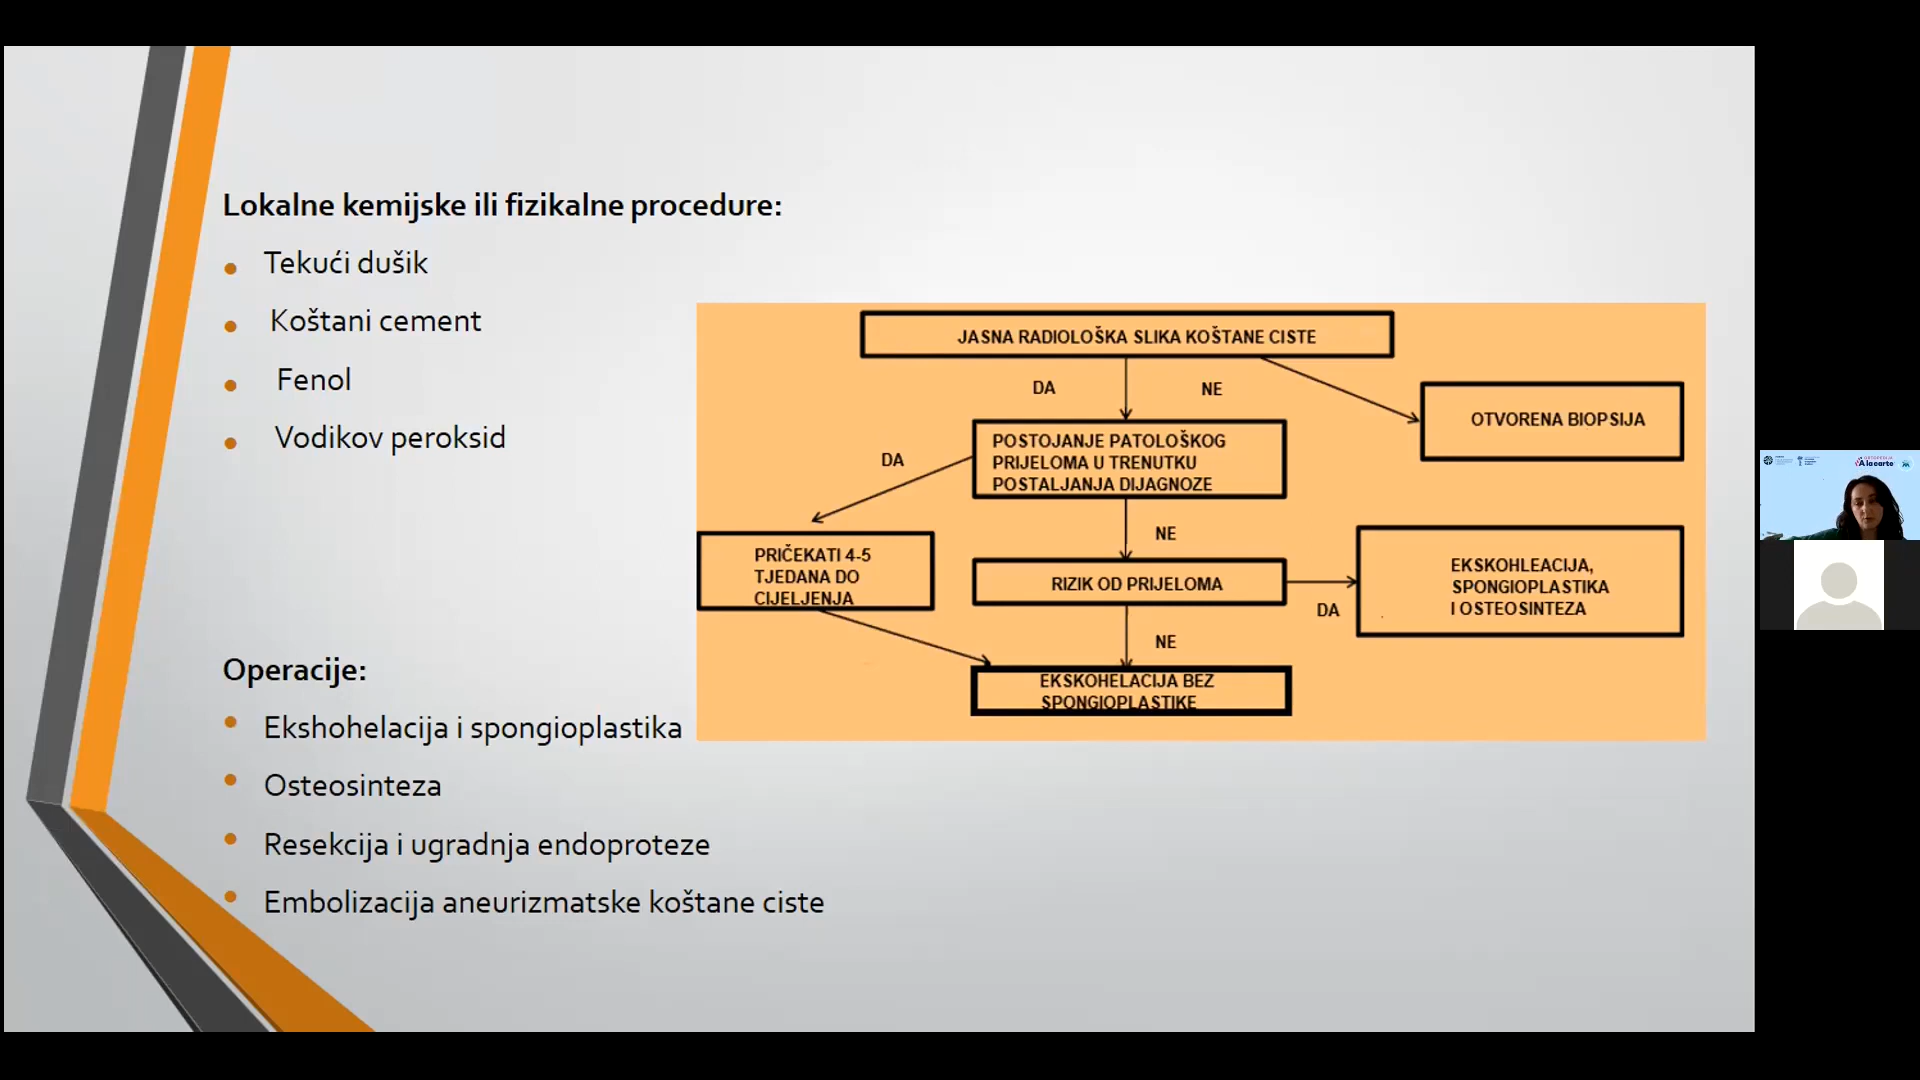 Lokalne kemijske ili fizikalne procedure:
Tekući dušik
Koštani cement
Fenol
Vodikov peroksid
Operacije:
Ekshohelacija i spongioplastika
Osteosinteza
Resekcija i ugradnja endoproteze
Embolizacija aneurizmatske koštane ciste
JASNA RADIOLOŠKA SLIKA KOŠTANE CISTE
DA
NE
OTVORENA BIOPSIJA
POSTOJANJE PATOLOŠKOG
PRIJELOMA U TRENUTKU
POSTALJANJA DIJAGNOZE
DA
NE
PRIČEKATI 4-5
TJEDANA DO
CIJELJENJA
RIZIK OD PRIJELOMA
DA
EKSKOHLEACIJA,
SPONGIOPLASTIKA
I OSTEOSINTEZA
NE
EKSKOHELACIJA BEZ
SPONGIOPLASTIKE
ORTOPEDIJA
A la carte